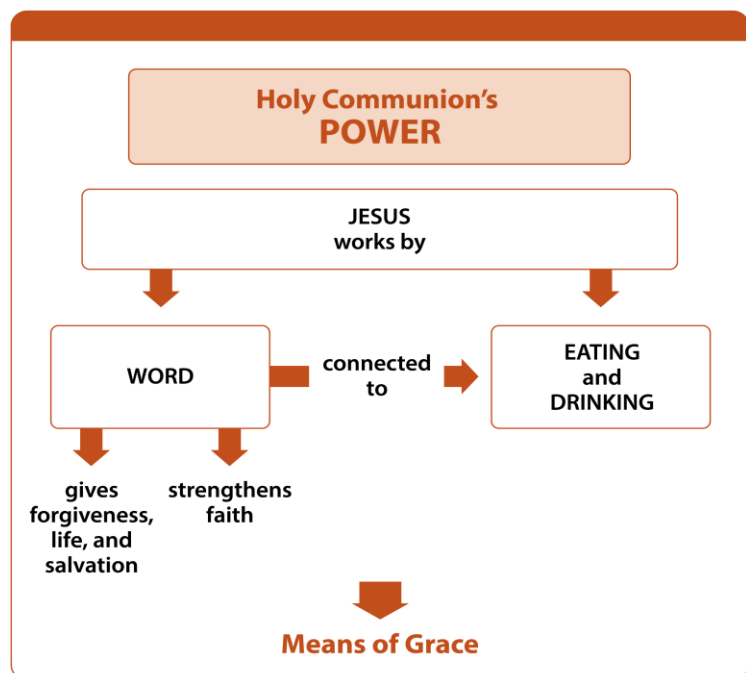 Holy Communion's
POWER
JESUS
works by
WORD
connected
to
EATING
and
DRINKING
gives
forgiveness,
life, and
salvation
strengthens
faith
Means of Grace